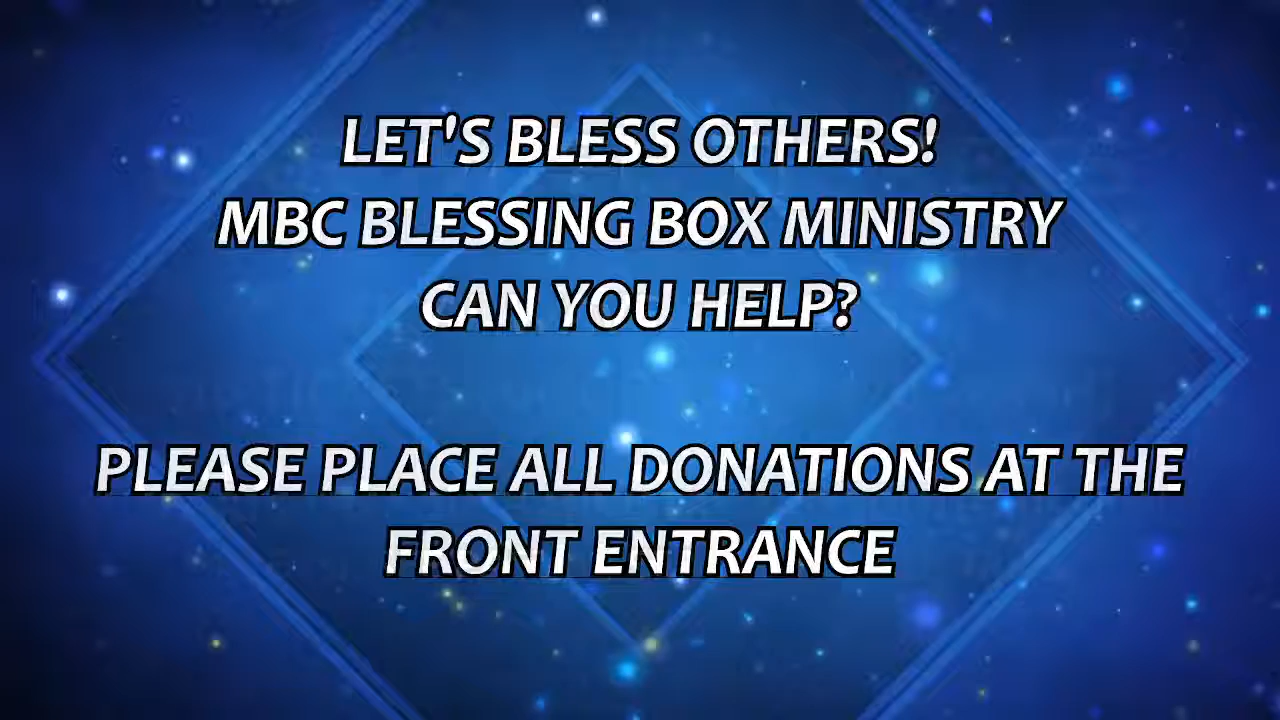 LET'S BLESS OTHERS!
MBC BLESSING BOX MINISTRY
CAN YOU HELP?
PLEASE PLACE ALL DONATIONS AT THE
FRONT ENTRANCE